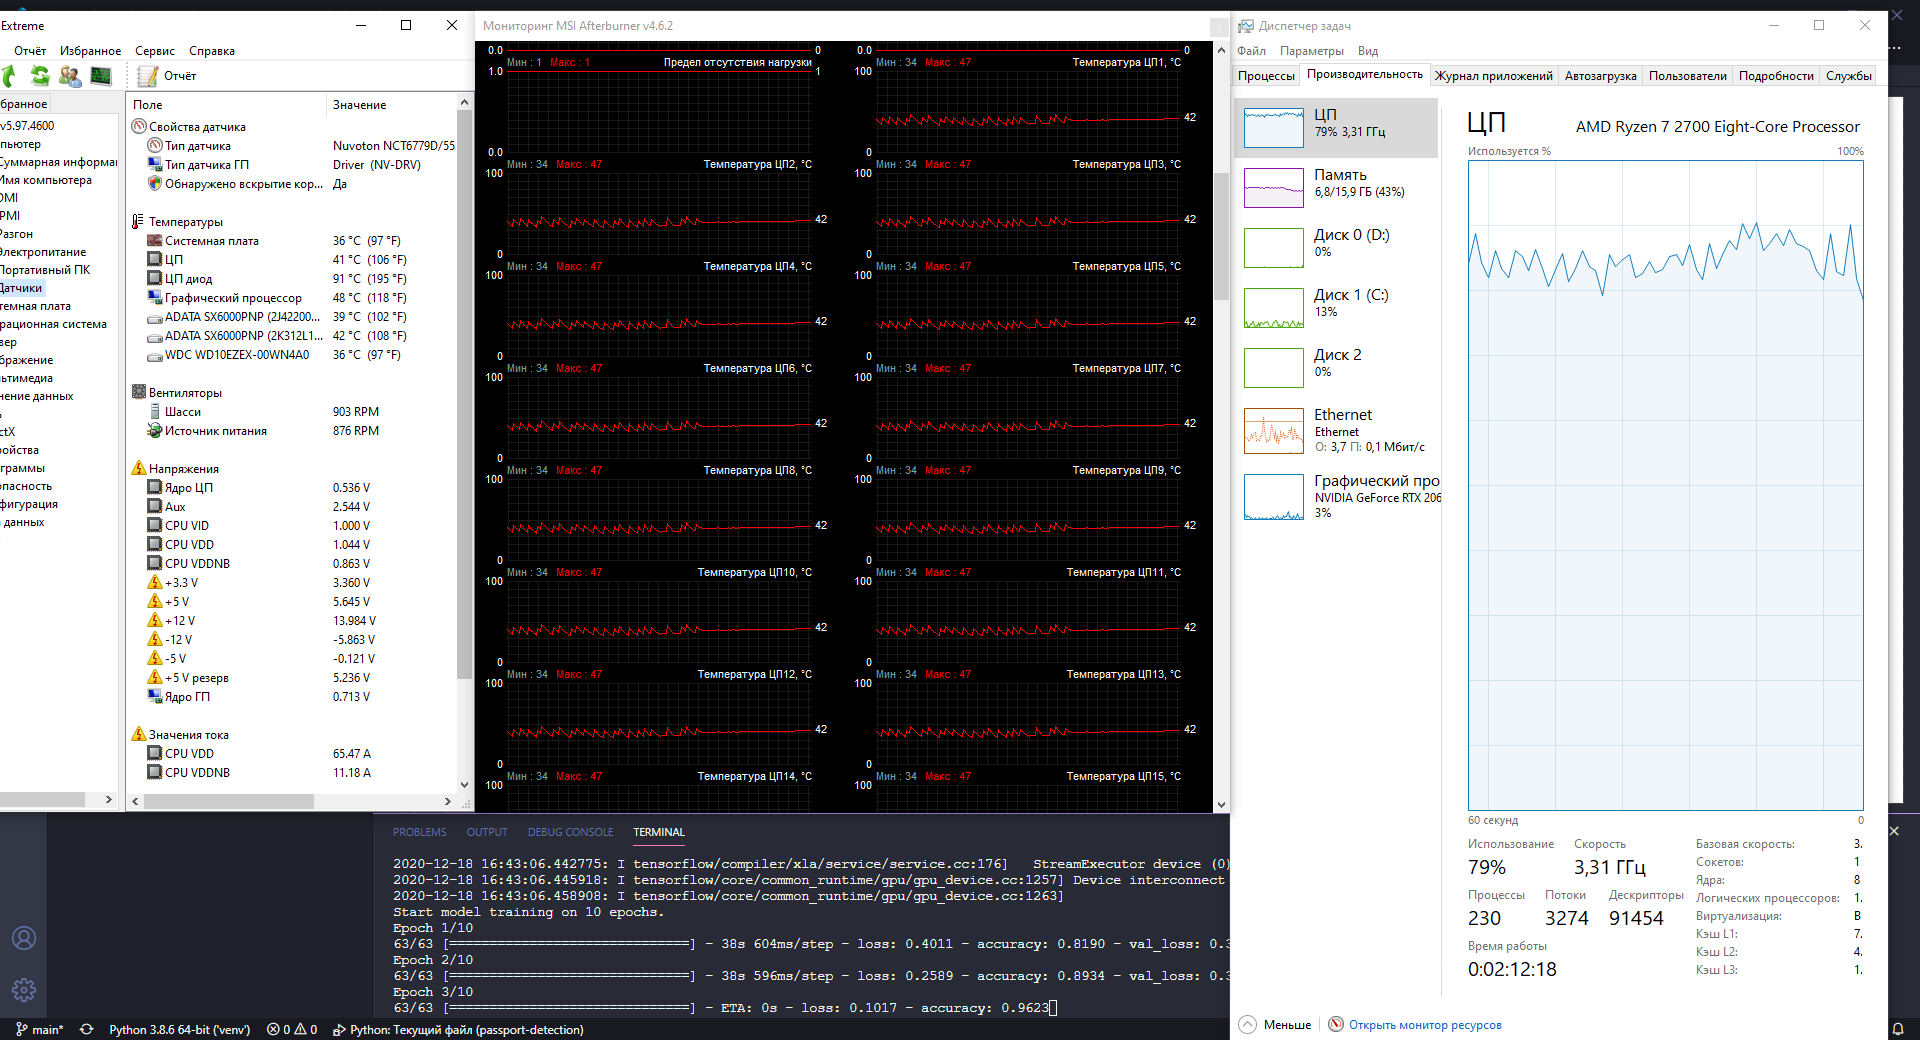 Extreme
Отчёт Избранное Сервис Справка
Отчёт
бранное
v5.97.4600
пьютер
Суммарная информа
Имя компьютера
DMI
PMI
Разгон
Электропитание
Портативный ПК
Датчики
темная плата
рационная система
вер
бражение
льтимедиа
нение данных
ь
ctX
ройства
граммы
опасность
фигурация
а данных
Поле Значение
Свойства датчика
Тип датчика Nuvoton NCT6779D/55
Тип датчика ГП Driver (NV-DRV)
Обнаружено вскрытие кор... Да
Температуры
Системная плата 36 °C (97 °F)
ЦП 41 °C (106 °F)
ЦП диод 91 °C (195 °F)
Графический процессор 48 °C (118 °F)
ADATA SX6000PNP (2J42200... 39 °C (102 °F)
ADATA SX6000PNP (2K312L1... 42 °C (108 °F)
WDC WD10EZEX-00WN4A0 36 °C (97 °F)
Вентиляторы
Шасси 903 RPM
Источник питания 876 RPM
Напряжения
Ядро ЦП 0.536 V
Aux 2.544 V
CPU VID 1.000 V
CPU VDD 1.044 V
CPU VDDNB 0.863 V
+3.3 V 3.360 V
+5 V 5.645 V
+12 V 13.984 V
-12 V -5.863 V
-5 V -0.121 V
+5 V резерв 5.236 V
Ядро ГП 0.713 V
Значения тока
CPU VDD 65.47 A
CPU VDDNB 11.18 A
Мониторинг MSI Afterburner v4.6.2
0.0 0 0.0 0
Мин : 1 Макс : 1 Предел отсутствия нагрузки Мин : 34 Макс : 47 Температура ЦП1, °C
1.0 1 100
42
0.0 0
Мин : 34 Макс : 47 Температура ЦП2, °C Мин : 34 Макс : 47 Температура ЦП3, °C
100 100
42 42
0 0
Мин : 34 Макс : 47 Температура ЦП4, °C Мин : 34 Макс : 47 Температура ЦП5, °C
100 100
42 42
0 0
Мин : 34 Макс : 47 Температура ЦП6, °C Мин : 34 Макс : 47 Температура ЦП7, °C
100 100
42 42
0 0
Мин : 34 Макс : 47 Температура ЦП8, °C Мин : 34 Макс : 47 Температура ЦП9, °C
100 100
42 42
0 0
Мин : 34 Макс : 47 Температура ЦП10, °C Мин : 34 Макс : 47 Температура ЦП11, °C
100 100
42 42
0 0
Мин : 34 Макс : 47 Температура ЦП12, °C Мин : 34 Макс : 47 Температура ЦП13, °C
100 100
42 42
0 0
Мин : 34 Макс : 47 Температура ЦП14, °C Мин : 34 Макс : 47 Температура ЦП15, °C
100 100
Диспетчер задач
Файл Параметры Вид
Процессы Производительность Журнал приложений Автозагрузка Пользователи Подробности Службы
ЦП
79% 3,31 ГГц
Память
6,8/15,9 ГБ (43%)
Диск 0 (D:)
0%
Диск 1 (C:)
13%
Диск 2
0%
Ethernet
Ethernet
О: 3,7 П: 0,1 Мбит/с
Графический про
NVIDIA GeForce RTX 206
3%
ЦП AMD Ryzen 7 2700 Eight-Core Processor
Используется % 100%
60 секунд 0
Использование Скорость
79% 3,31 ГГц
Процессы Потоки Дескрипторы
230 3274 91454
Время работы
0:02:12:18
Базовая скорость: 3.
Сокетов: 1
Ядра: 8
Логических процессоров: 1.
Виртуализация: В
Кэш L1: 7.
Кэш L2: 4.
Кэш L3: 1.
Меньше Открыть монитор ресурсов
PROBLEMS OUTPUT DEBUG CONSOLE TERMINAL
2020-12-18 16:43:06.442775: I tensorflow/compiler/xla/service/service.cc:176] StreamExecutor device (0)
2020-12-18 16:43:06.445918: I tensorflow/core/common_runtime/gpu/gpu_device.cc:1257] Device interconnect
2020-12-18 16:43:06.458908: I tensorflow/core/common_runtime/gpu/gpu_device.cc:1263]
Start model training on 10 epochs.
Epoch 1/10
63/63 [==============================] - 38s 604ms/step - loss: 0.4011 - accuracy: 0.8190 - val_loss: 0.3
Epoch 2/10
63/63 [==============================] - 38s 596ms/step - loss: 0.2589 - accuracy: 0.8934 - val_loss: 0.3
Epoch 3/10
63/63 [==============================] - ETA: 0s - loss: 0.1017 - accuracy: 0.9623
main* Python 3.8.6 64-bit ('venv') 0 0 Python: Текущий файл (passport-detection)